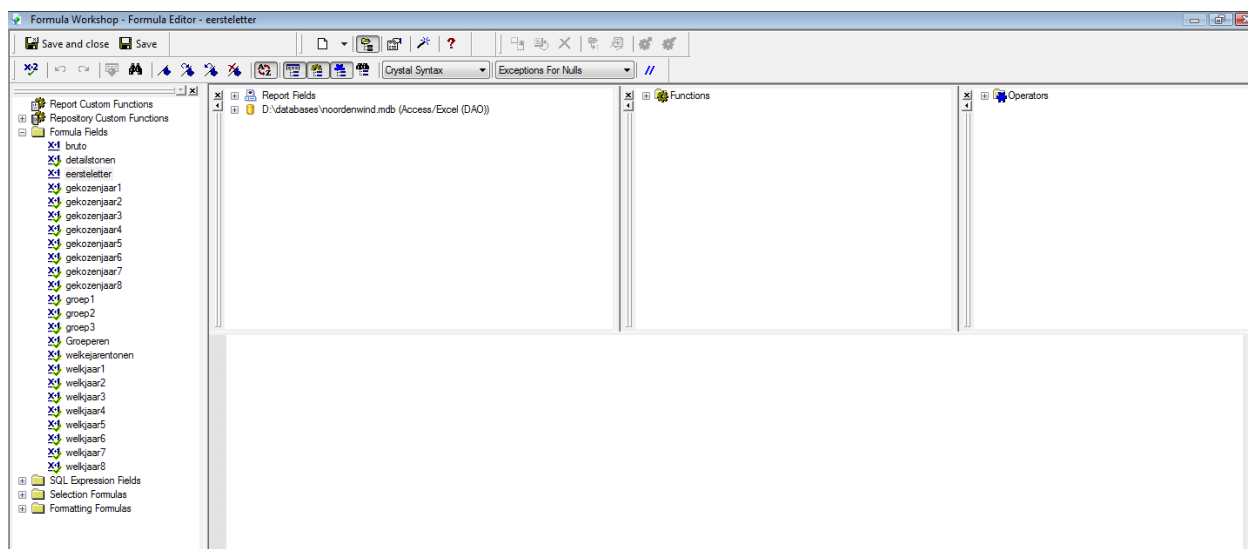 Formula Workshop - Formula Editor - eersteletter
Save and close Save
Crystal Syntax Exceptions For Nulls
Report Custom Functions
Repository Custom Functions
Formula Fields
bruto
detailstonen
eersteletter
gekozenjaar1
gekozenjaar2
gekozenjaar3
gekozenjaar4
gekozenjaar5
gekozenjaar6
gekozenjaar7
gekozenjaar8
groep1
groep2
groep3
Groeperen
welkejarentonen
welkjaar1
welkjaar2
welkjaar3
welkjaar4
welkjaar5
welkjaar6
welkjaar7
welkjaar8
SQL Expression Fields
Selection Formulas
Formatting Formulas
Report Fields
D:\databases\noordenwind.mdb (Access/Excel (DAO))
Functions
Operators